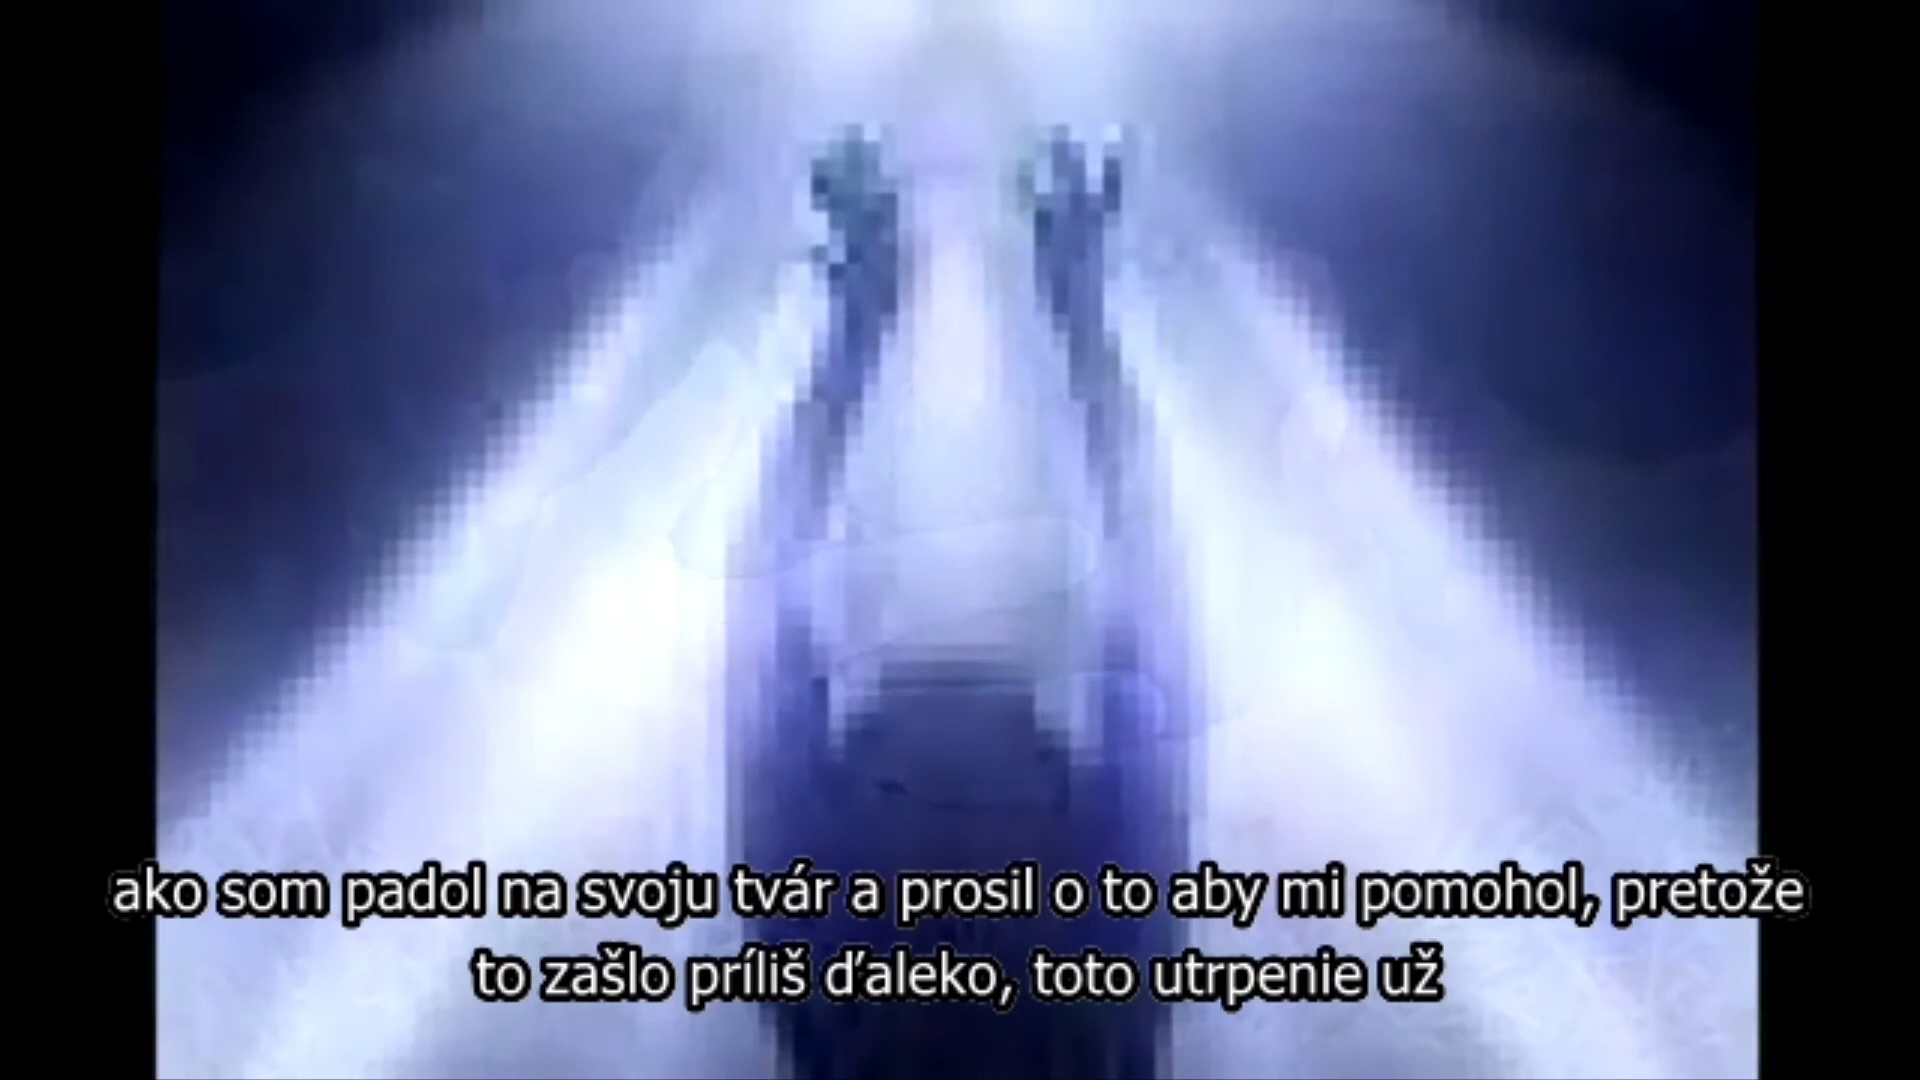 ako som padol na svoju tvár a prosil o to aby mi pomohol, pretože
to zašlo príliš ďaleko, toto utrpenie už